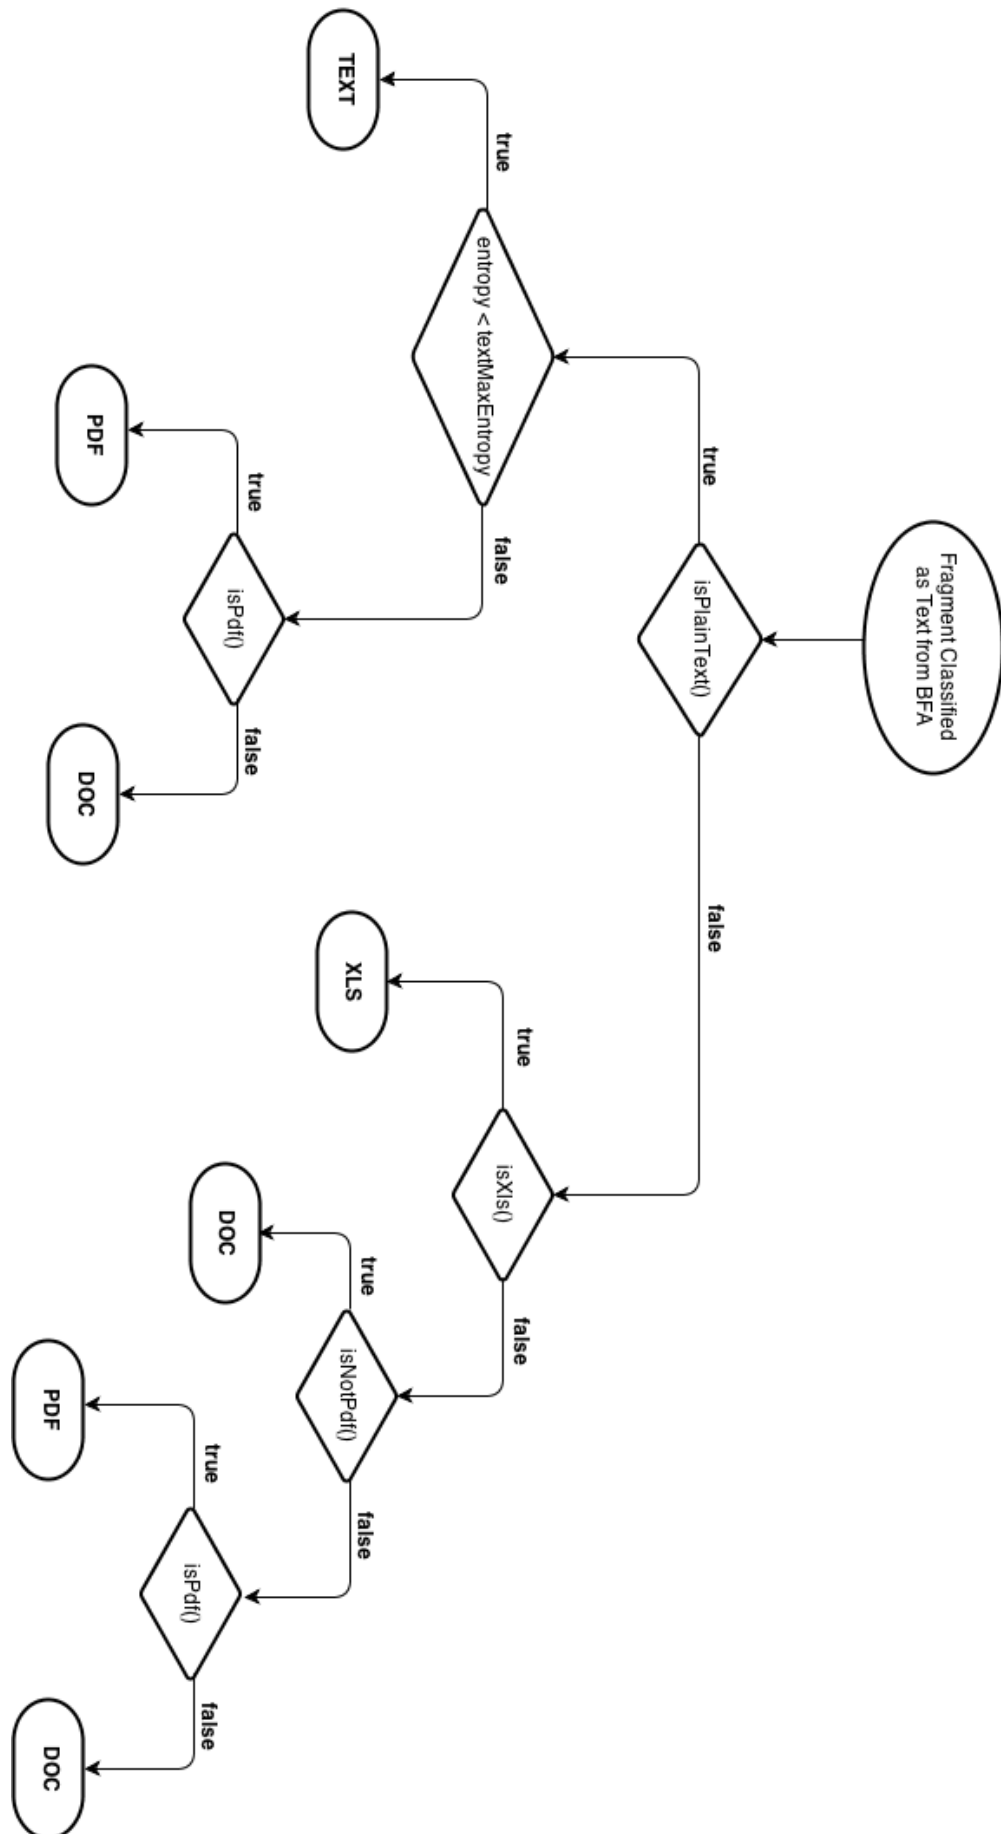 Fragment Classified
as Text from BFA
isPlainText()
true
false
entropy < textMaxEntropy
true
false
TEXT
isPdf()
true
false
PDF
DOC
isXls()
true
false
XLS
isNotPdf()
true
false
DOC
isPdf()
true
false
PDF
DOC